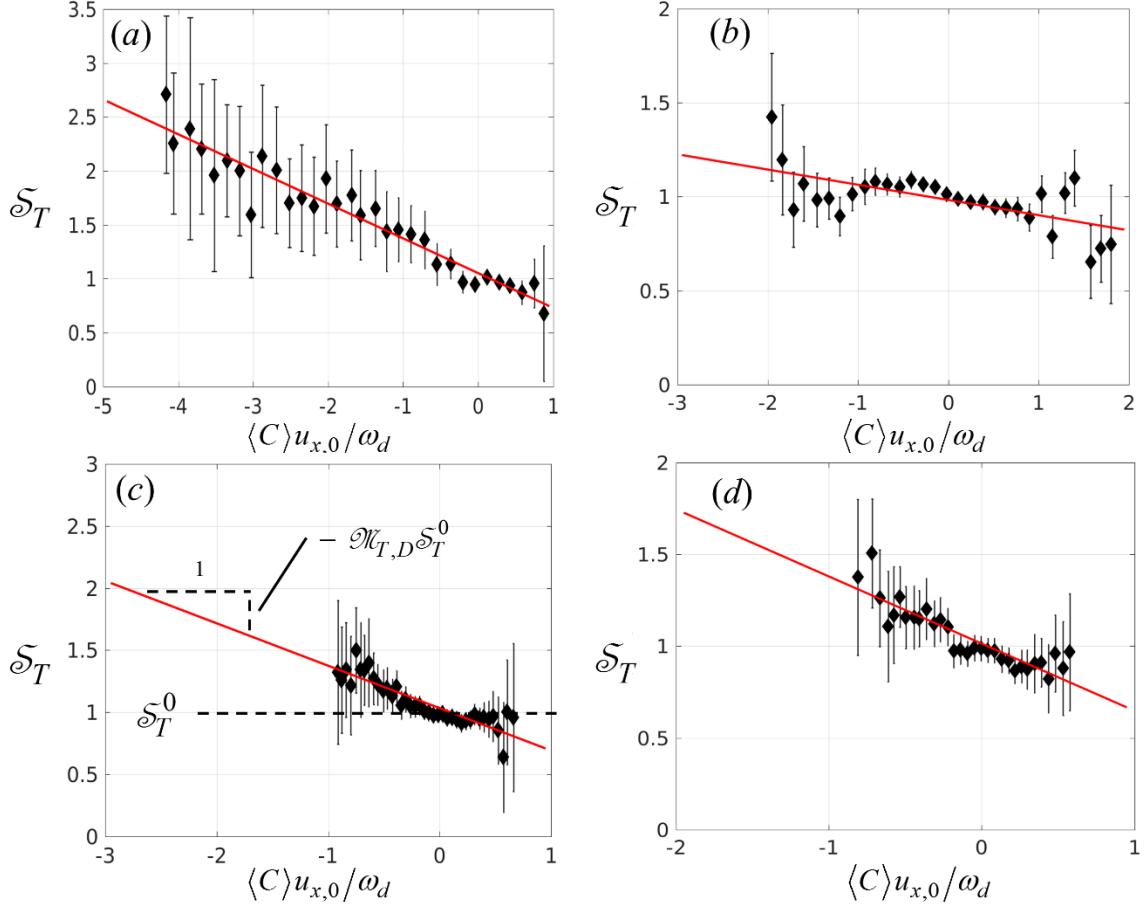 (a)
3.5
3
2.5
2
1.5
1
0.5
0
-5 -4 -3 -2 -1 0 1
𝒮_T
⟨C⟩u_{x,0}/ω_d
(b)
2
1.5
1
0.5
0
-3 -2 -1 0 1 2
𝒮_T
⟨C⟩u_{x,0}/ω_d
(c)
3
2.5
2
1.5
1
0.5
0
-3 -2 -1 0 1
1
− ℳ_{T,D}𝒮_T^0
𝒮_T^0
𝒮_T
⟨C⟩u_{x,0}/ω_d
(d)
2
1.5
1
0.5
0
-2 -1 0 1
𝒮_T
⟨C⟩u_{x,0}/ω_d